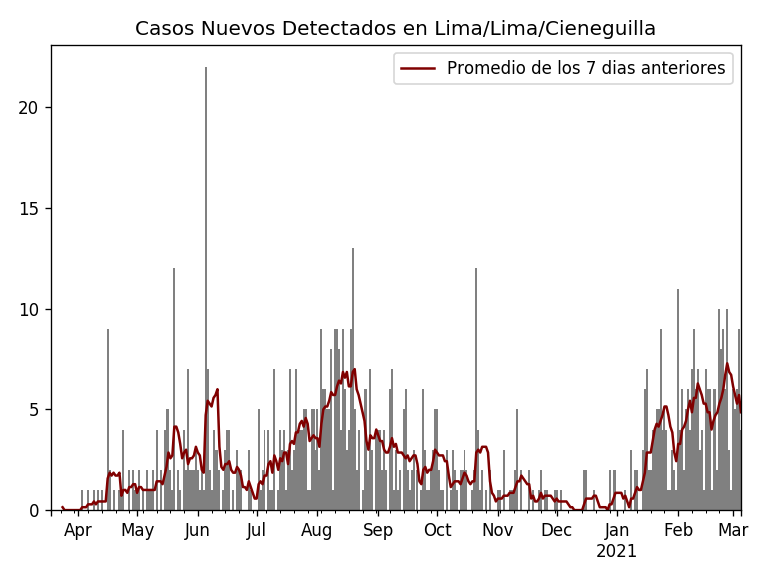 Casos Nuevos Detectados en Lima/Lima/Cieneguilla
Promedio de los 7 dias anteriores
20
15
10
5
0
Apr May Jun Jul Aug Sep Oct Nov Dec Jan Feb Mar
2021